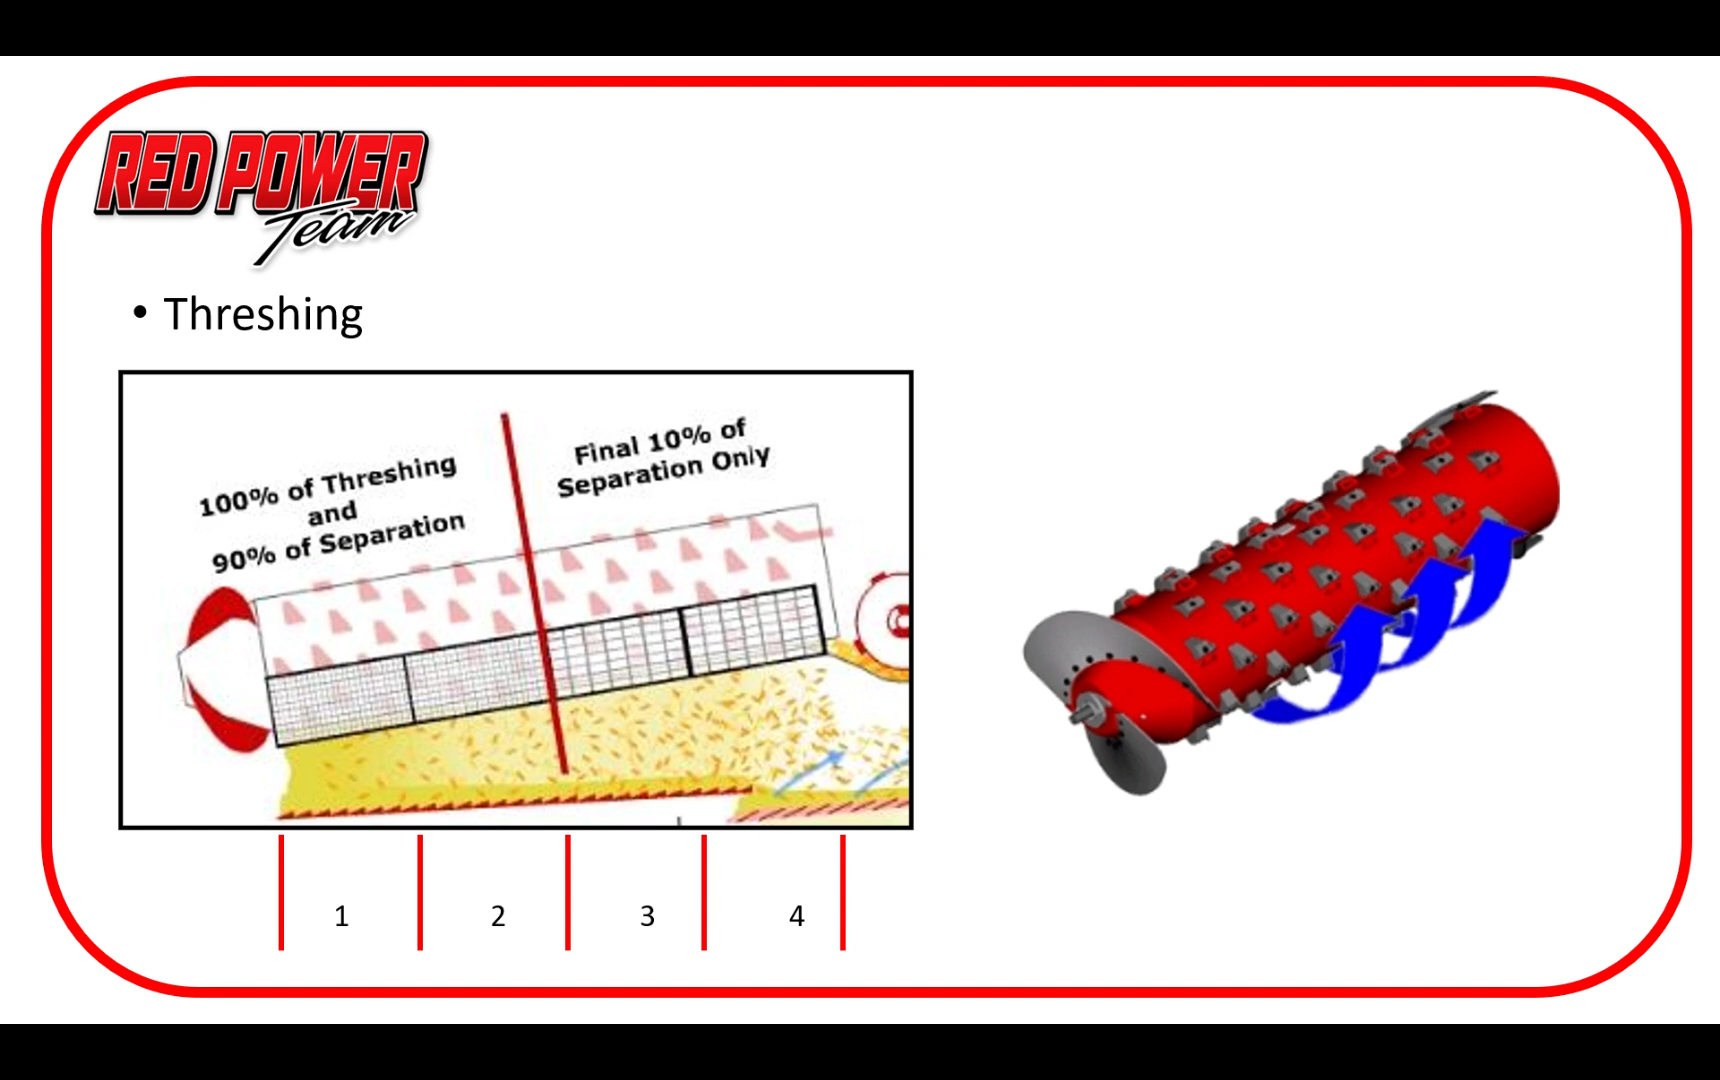 RED POWER
Team
• Threshing
100% of Threshing
and
90% of Separation
Final 10% of
Separation Only
1 2 3 4